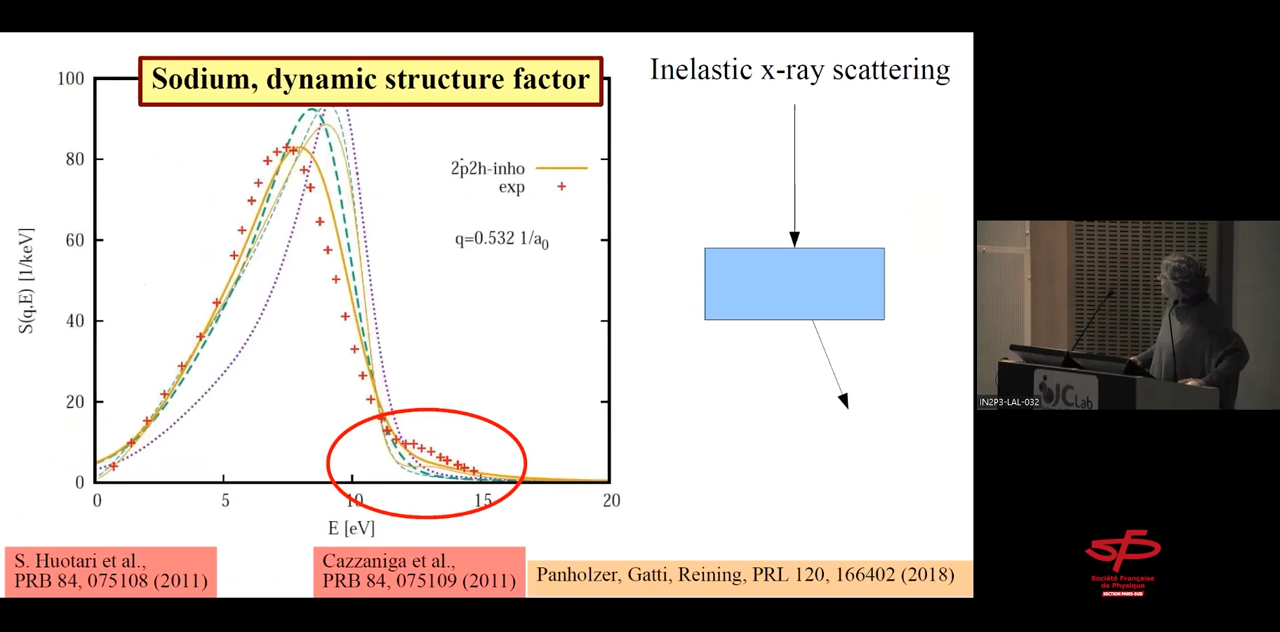 Sodium, dynamic structure factor
Inelastic x-ray scattering
100
80
60
40
20
0
S(q,E) [1/keV]
2p2h-inho
exp
q=0.532 1/a0
0
5
10
15
20
E [eV]
S. Huotari et al.,
PRB 84, 075108 (2011)
Cazzaniga et al.,
PRB 84, 075109 (2011)
Panholzer, Gatti, Reining, PRL 120, 166402 (2018)
IN2P3-LAL-032
JC Lab
sfp
Société Française
de Physique
SECTION PARIS-SUD